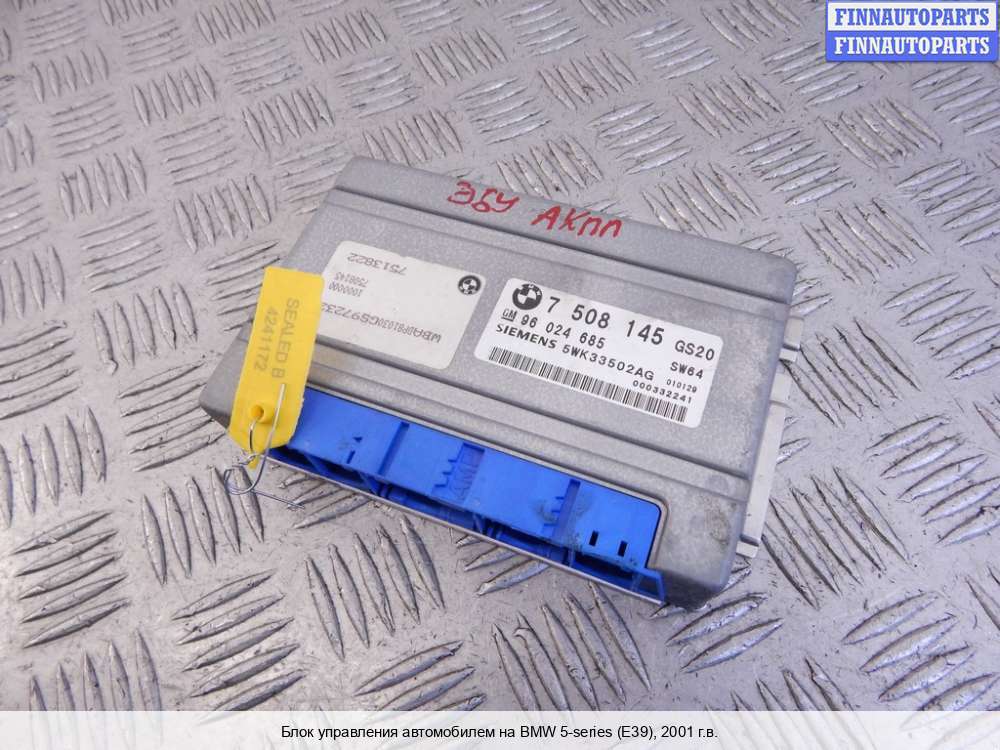 FINNAUTOPARTS
FINNAUTOPARTS
ЭБУ АКПП
7513822
7508145
1000000
SEALED B
4241172
7 508 145 GS20
GM 96 024 685 SW64
SIEMENS 5WK33502AG 010129
000332241
Блок управления автомобилем на BMW 5-series (E39), 2001 г.в.